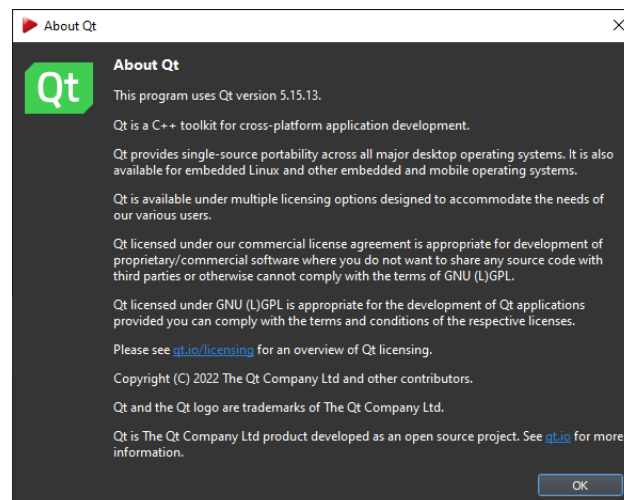 About Qt
Qt
About Qt
This program uses Qt version 5.15.13.
Qt is a C++ toolkit for cross-platform application development.
Qt provides single-source portability across all major desktop operating systems. It is also
available for embedded Linux and other embedded and mobile operating systems.
Qt is available under multiple licensing options designed to accommodate the needs of
our various users.
Qt licensed under our commercial license agreement is appropriate for development of
proprietary/commercial software where you do not want to share any source code with
third parties or otherwise cannot comply with the terms of GNU (L)GPL.
Qt licensed under GNU (L)GPL is appropriate for the development of Qt applications
provided you can comply with the terms and conditions of the respective licenses.
Please see qt.io/licensing for an overview of Qt licensing.
Copyright (C) 2022 The Qt Company Ltd and other contributors.
Qt and the Qt logo are trademarks of The Qt Company Ltd.
Qt is The Qt Company Ltd product developed as an open source project. See qt.io for more
information.
OK